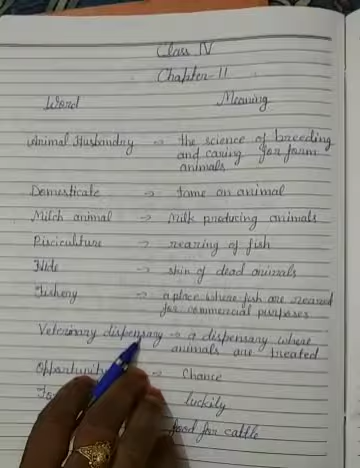 Class IV
Chapter-11
Word Meaning
Animal Husbandry → the science of breeding
and caring for form
animals
Domesticate → tame an animal
Milch animal → Milk producing animals
Pisciculture → rearing of fish
Hide → skin of dead animals
Fishery → a place where fish are reared
for commercial purposes
Veterinary dispensary → a dispensary where
animals are treated
Opportunity → Chance
luckily
food for cattle